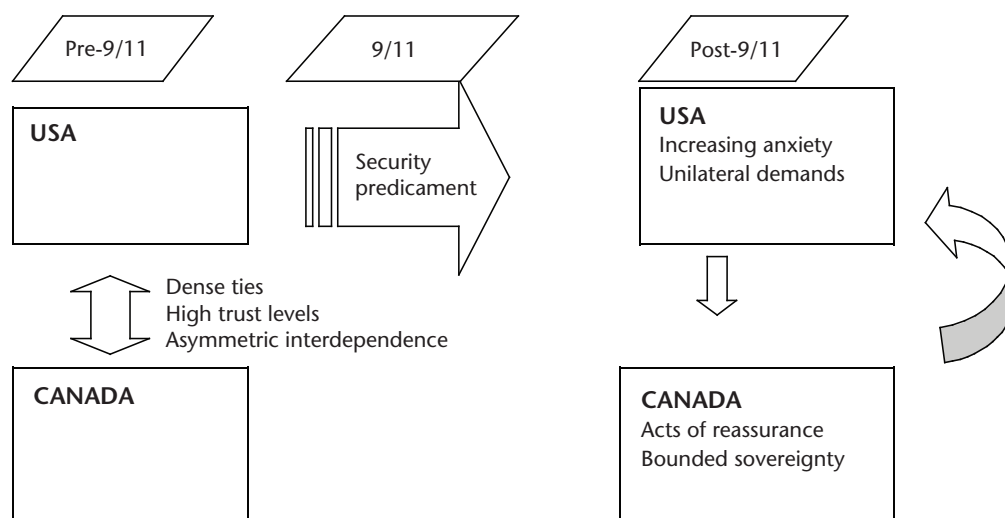 Pre-9/11
9/11
Post-9/11
USA
Security
predicament
USA
Increasing anxiety
Unilateral demands
Dense ties
High trust levels
Asymmetric interdependence
CANADA
CANADA
Acts of reassurance
Bounded sovereignty